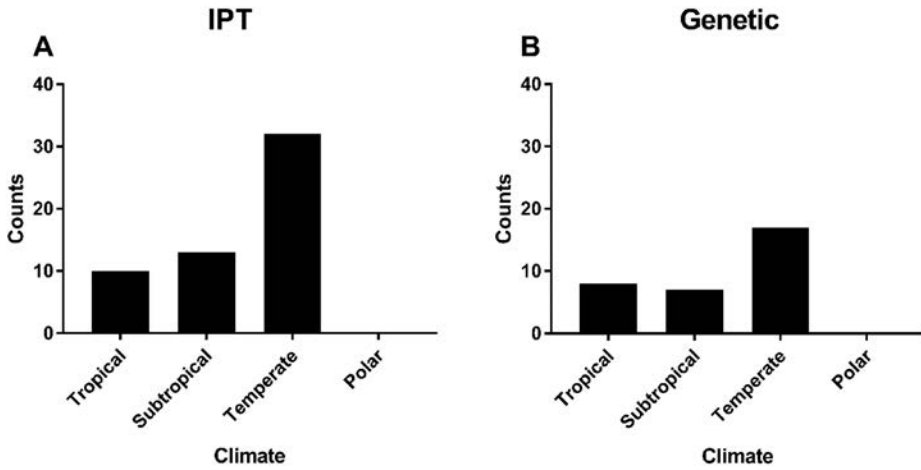 IPT
A
40
30
20
10
0
Counts
Tropical
Subtropical
Temperate
Polar
Climate
Genetic
B
40
30
20
10
0
Counts
Tropical
Subtropical
Temperate
Polar
Climate